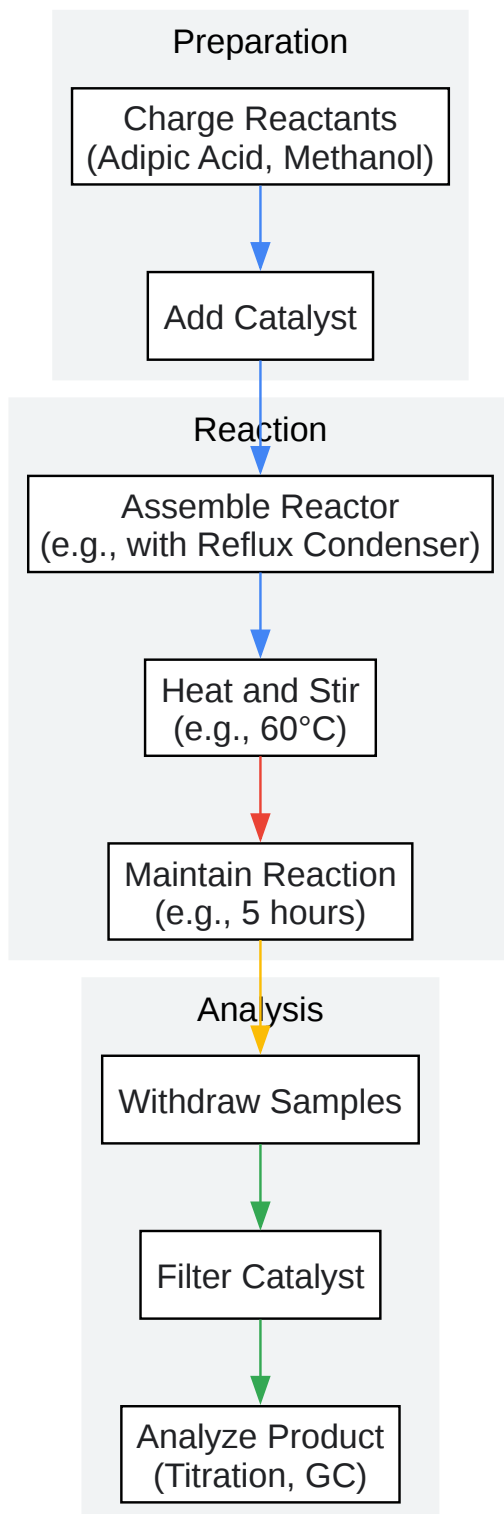 Preparation
Charge Reactants
(Adipic Acid, Methanol)
Add Catalyst
Reaction
Assemble Reactor
(e.g., with Reflux Condenser)
Heat and Stir
(e.g., 60°C)
Maintain Reaction
(e.g., 5 hours)
Analysis
Withdraw Samples
Filter Catalyst
Analyze Product
(Titration, GC)